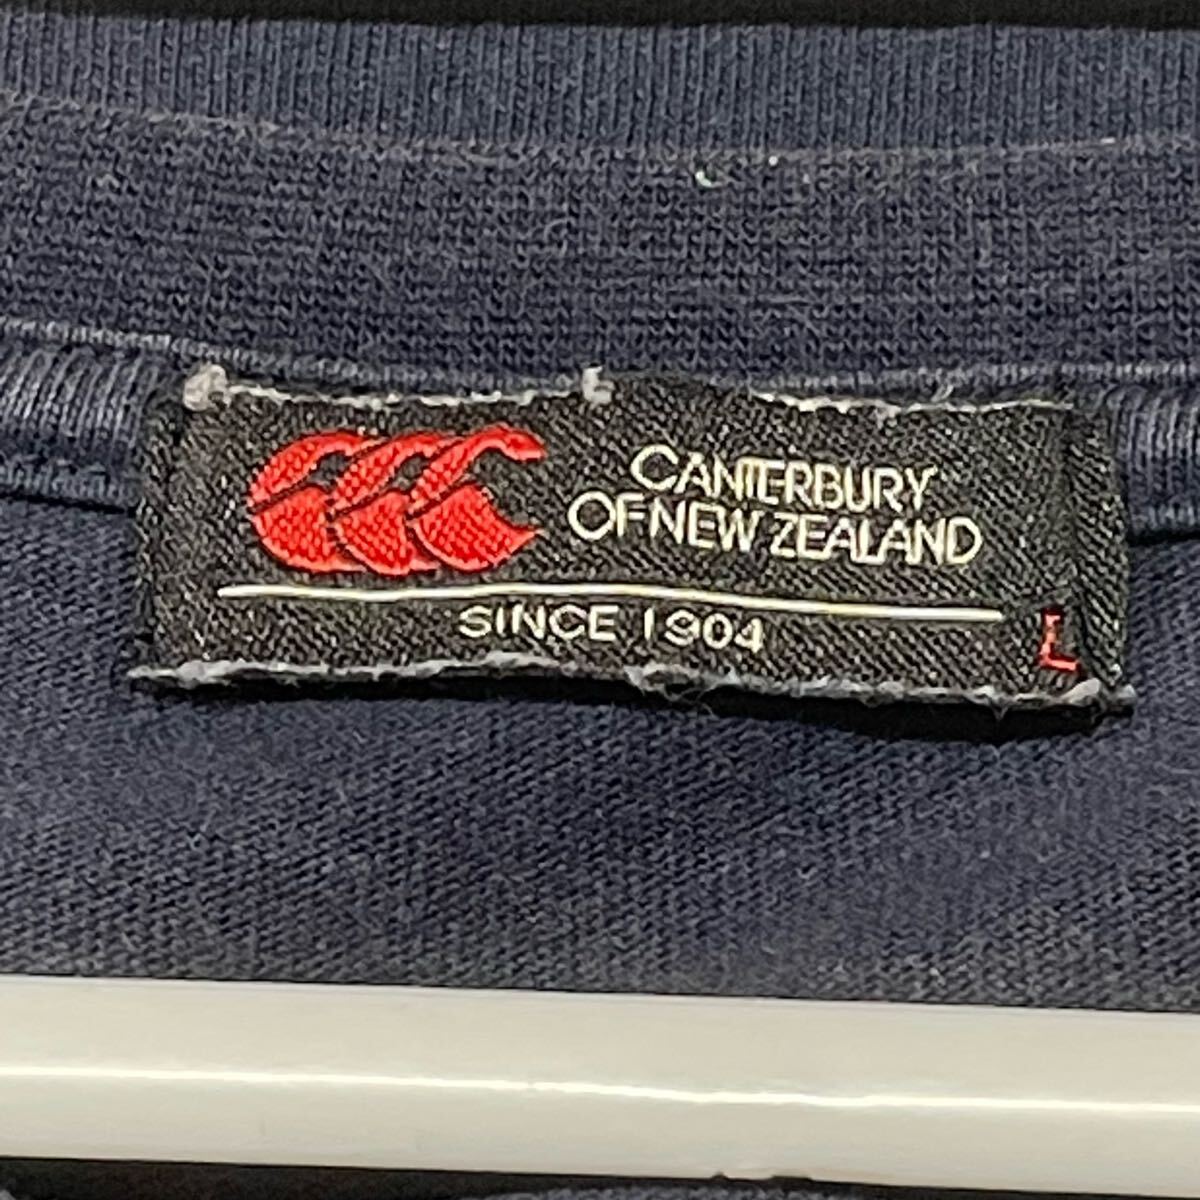 CANTERBURY
OF NEW ZEALAND
SINCE 1904
L